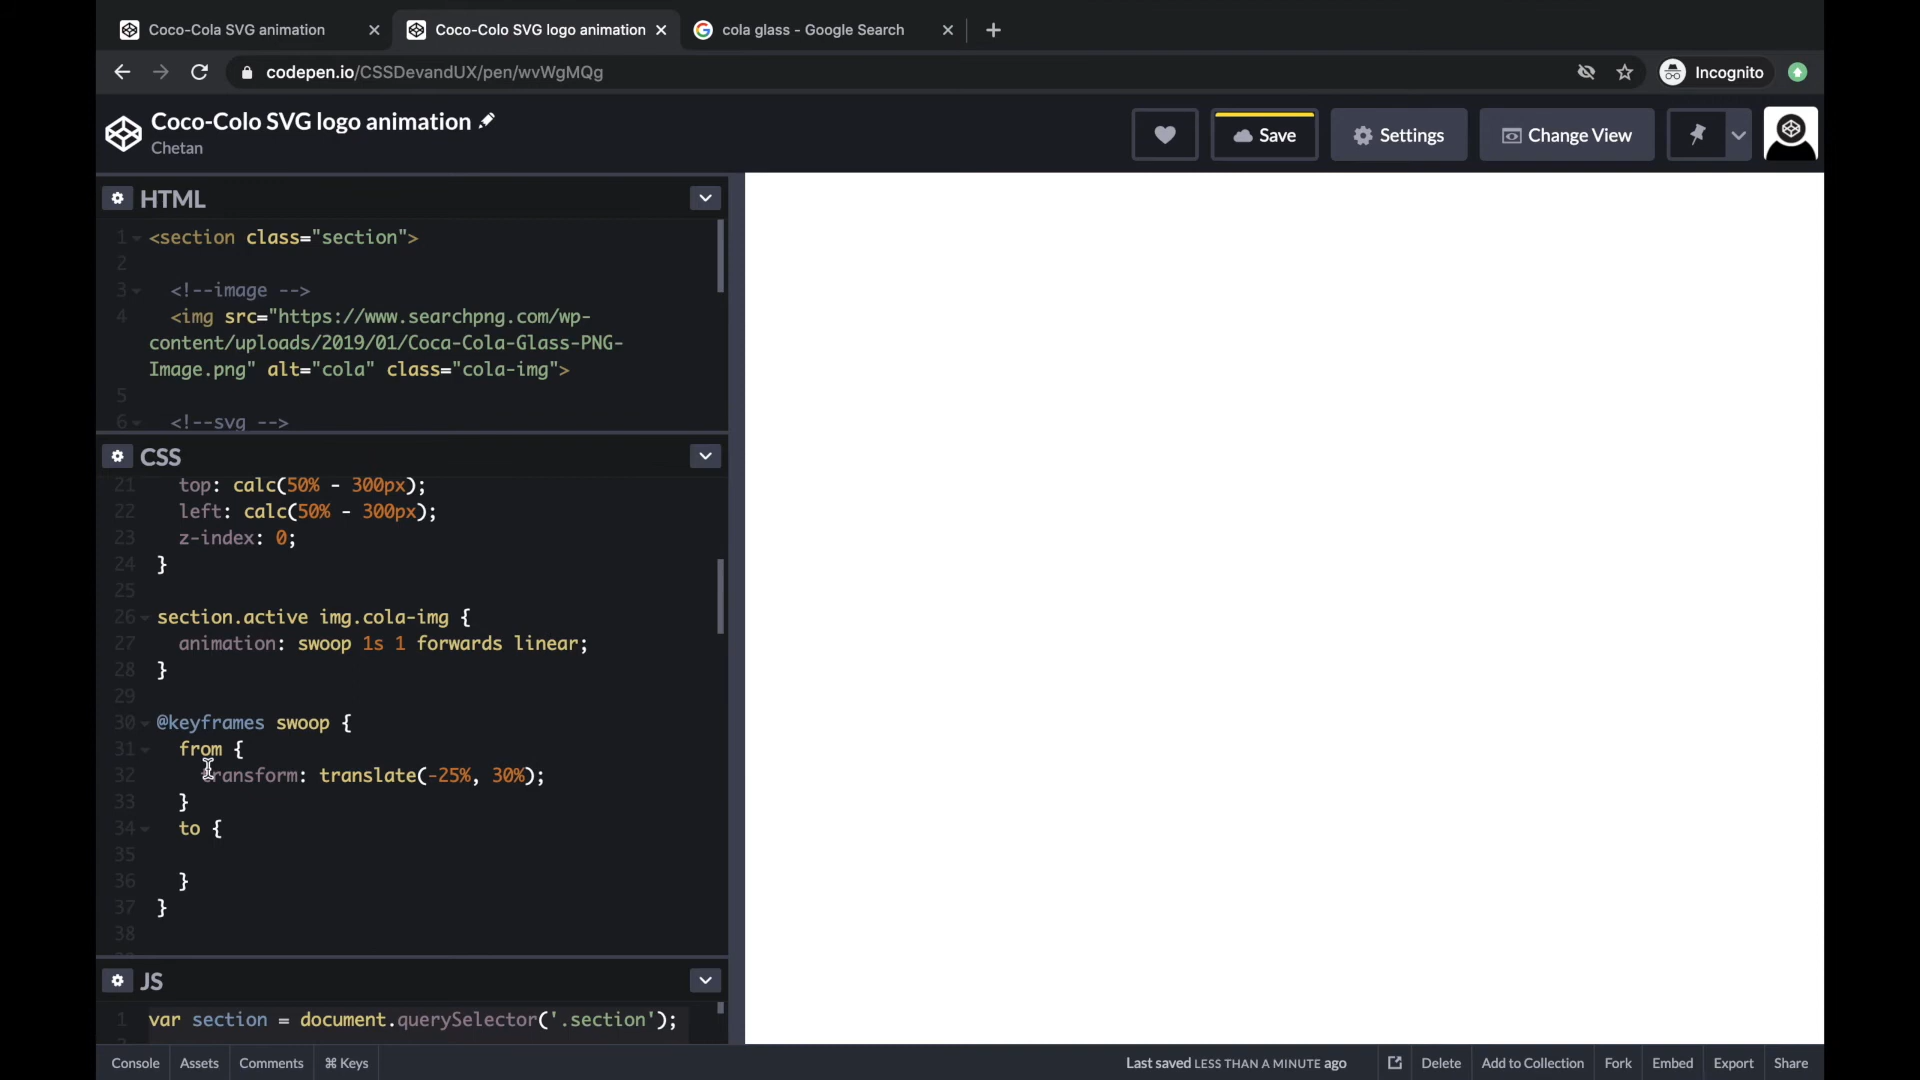 Coco-Cola SVG animation
Coco-Colo SVG logo animation
cola glass - Google Search
codepen.io/CSSDevandUX/pen/wvWgMQg
Incognito
Coco-Colo SVG logo animation
Chetan
Save
Settings
Change View
HTML
1 <section class="section">
2
3 <!--image -->
4 <img src="https://www.searchpng.com/wp-
content/uploads/2019/01/Coca-Cola-Glass-PNG-
Image.png" alt="cola" class="cola-img">
5
6 <!--svg -->
CSS
21 top: calc(50% - 300px);
22 left: calc(50% - 300px);
23 z-index: 0;
24 }
25
26 section.active img.cola-img {
27 animation: swoop 1s 1 forwards linear;
28 }
29
30 @keyframes swoop {
31 from {
32 transform: translate(-25%, 30%);
33 }
34 to {
35
36 }
37 }
38
JS
1 var section = document.querySelector('.section');
Console
Assets
Comments
⌘ Keys
Last saved LESS THAN A MINUTE ago
Delete
Add to Collection
Fork
Embed
Export
Share